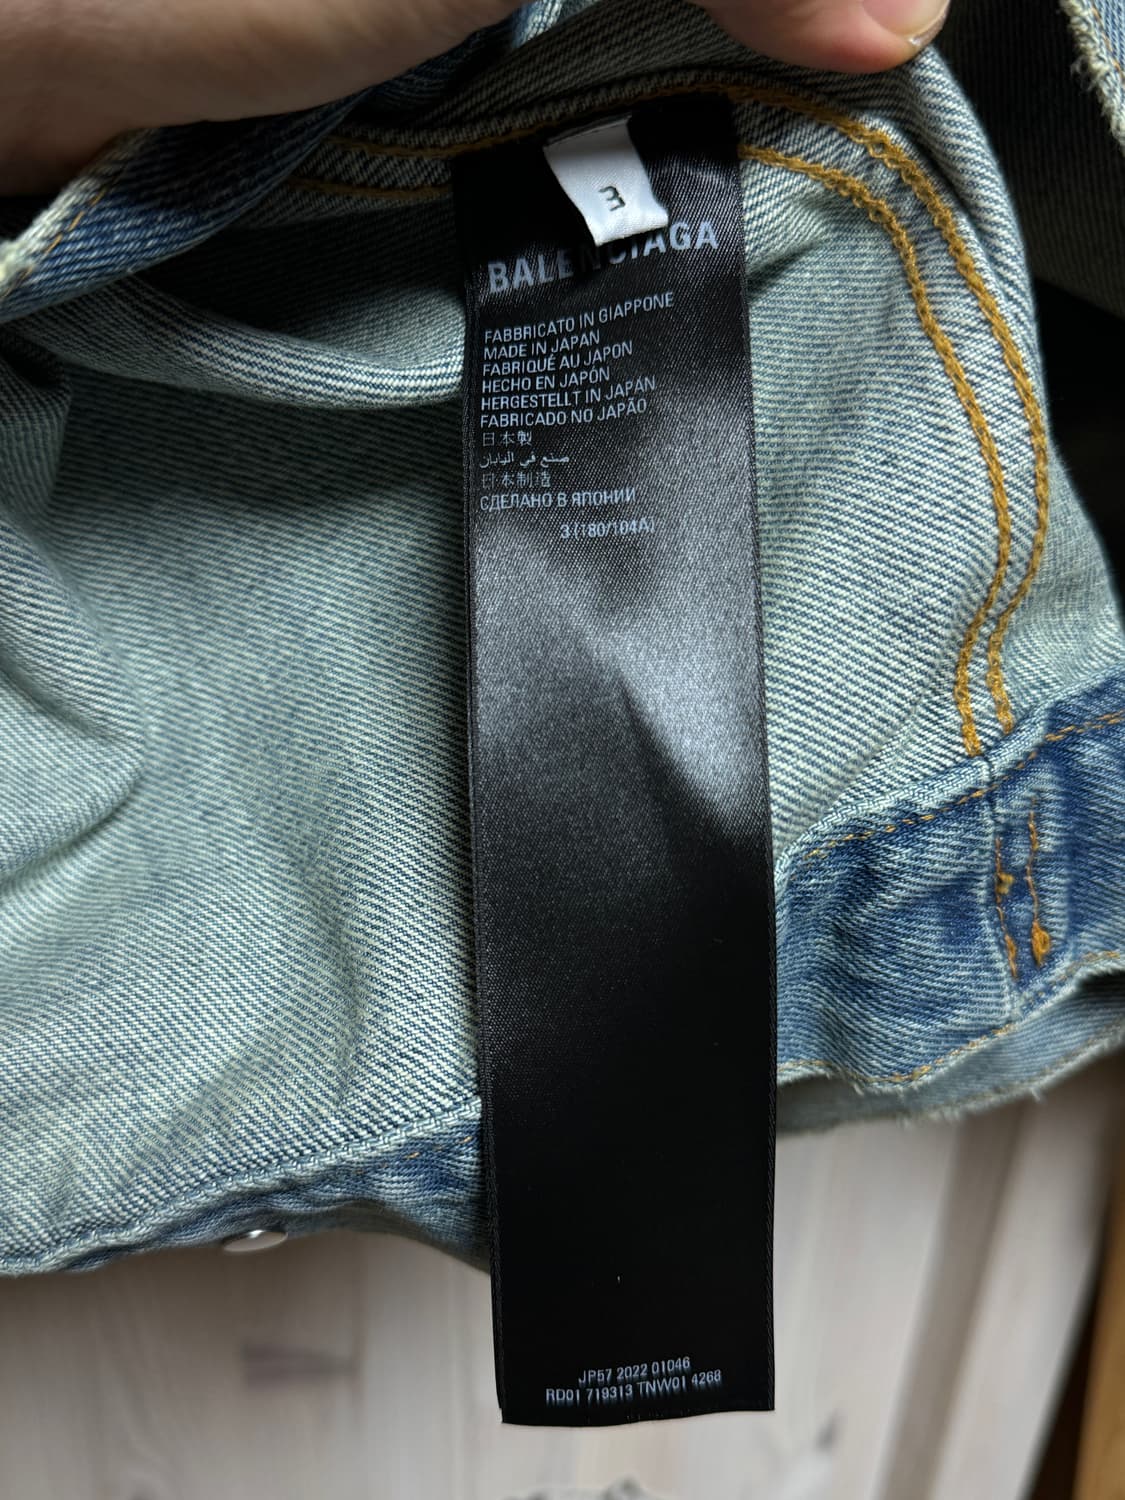 3
BALENCIAGA
FABBRICATO IN GIAPPONE
MADE IN JAPAN
FABRIQUÉ AU JAPON
HECHO EN JAPÓN
HERGESTELLT IN JAPAN
FABRICADO NO JAPÃO
日本製
صنع في اليابان
日本制造
СДЕЛАНО В ЯПОНИИ
3 (180/104A)
JP57 2022 01046
RD01 719313 TNW01 4268